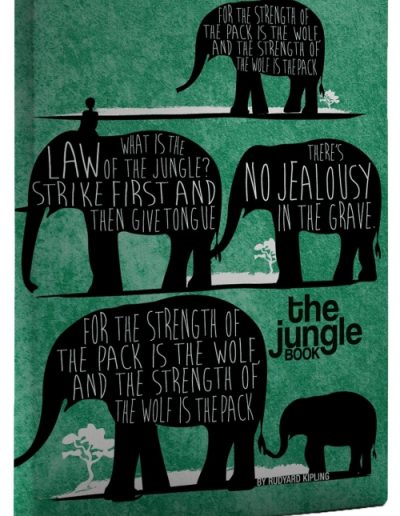 FOR THE STRENGTH OF
THE PACK IS THE WOLF,
AND THE STRENGTH OF
THE WOLF IS THE PACK
WHAT IS THE
LAW OF THE JUNGLE?
STRIKE FIRST AND
THEN GIVE TONGUE
THERE'S
NO JEALOUSY
IN THE GRAVE.
the
jungle
BOOK
FOR THE STRENGTH OF
THE PACK IS THE WOLF,
AND THE STRENGTH OF
THE WOLF IS THE PACK
BY RUDYARD KIPLING